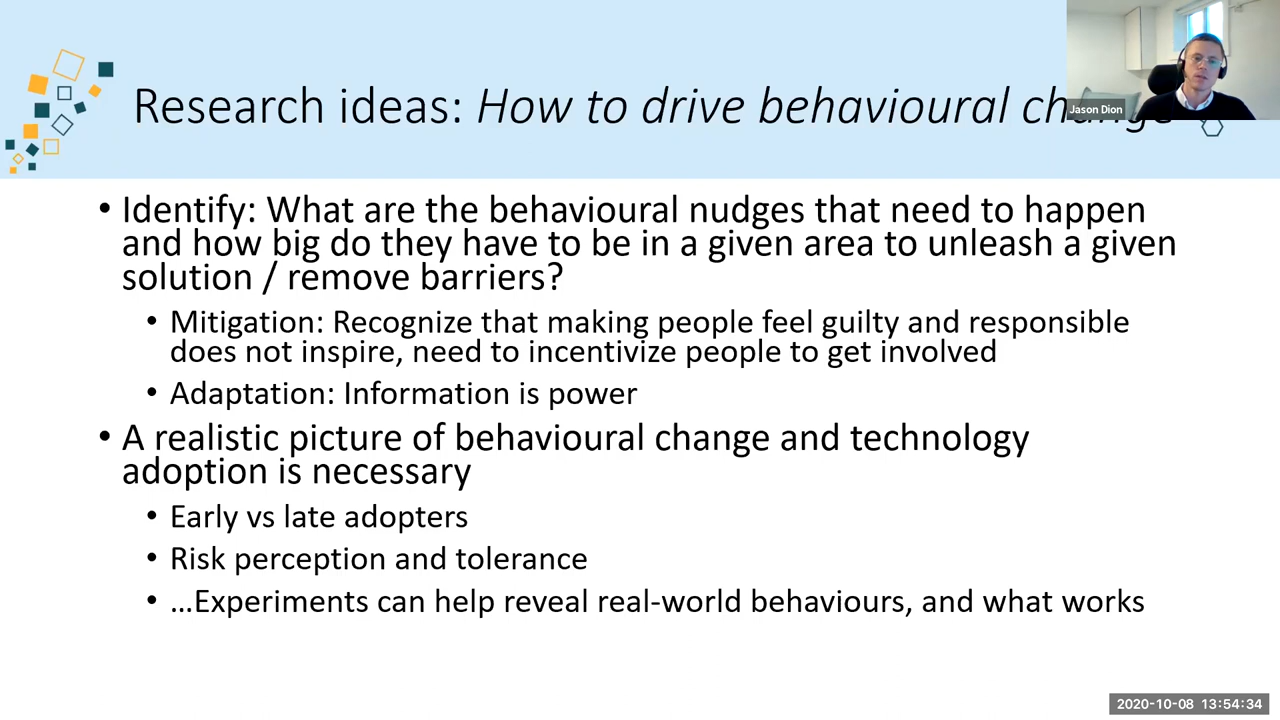 Research ideas: How to drive behavioural change
Jason Dion
• Identify: What are the behavioural nudges that need to happen
and how big do they have to be in a given area to unleash a given
solution / remove barriers?
• Mitigation: Recognize that making people feel guilty and responsible
does not inspire, need to incentivize people to get involved
• Adaptation: Information is power
• A realistic picture of behavioural change and technology
adoption is necessary
• Early vs late adopters
• Risk perception and tolerance
• …Experiments can help reveal real-world behaviours, and what works
2020-10-08 13:54:34